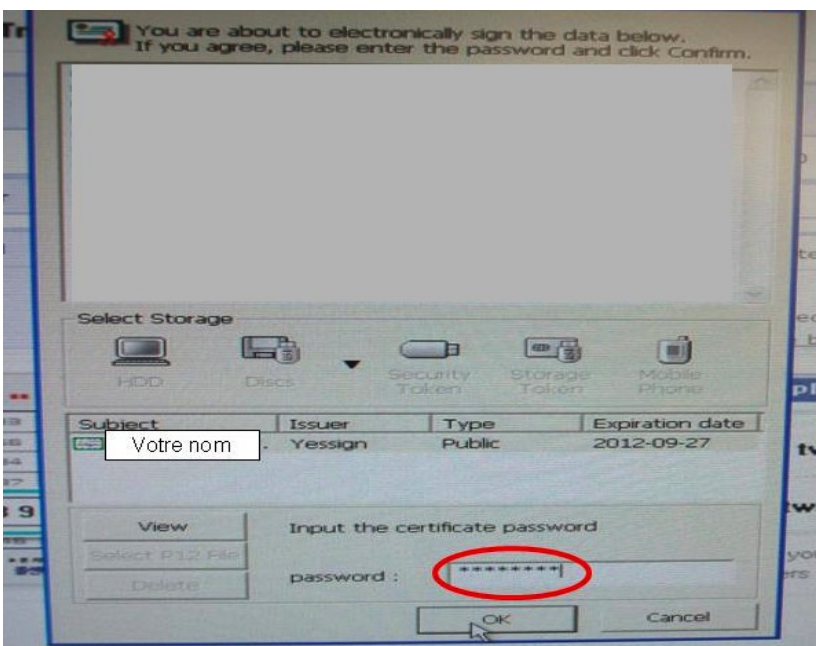 You are about to electronically sign the data below.
If you agree, please enter the password and click Confirm.
Select Storage
HDD
Discs
Security Token
Storage Token
Mobile Phone
Subject Issuer Type Expiration date
Votre nom . Yessign Public 2012-09-27
View
Input the certificate password
Select P12 File
Delete
password : ********
OK Cancel